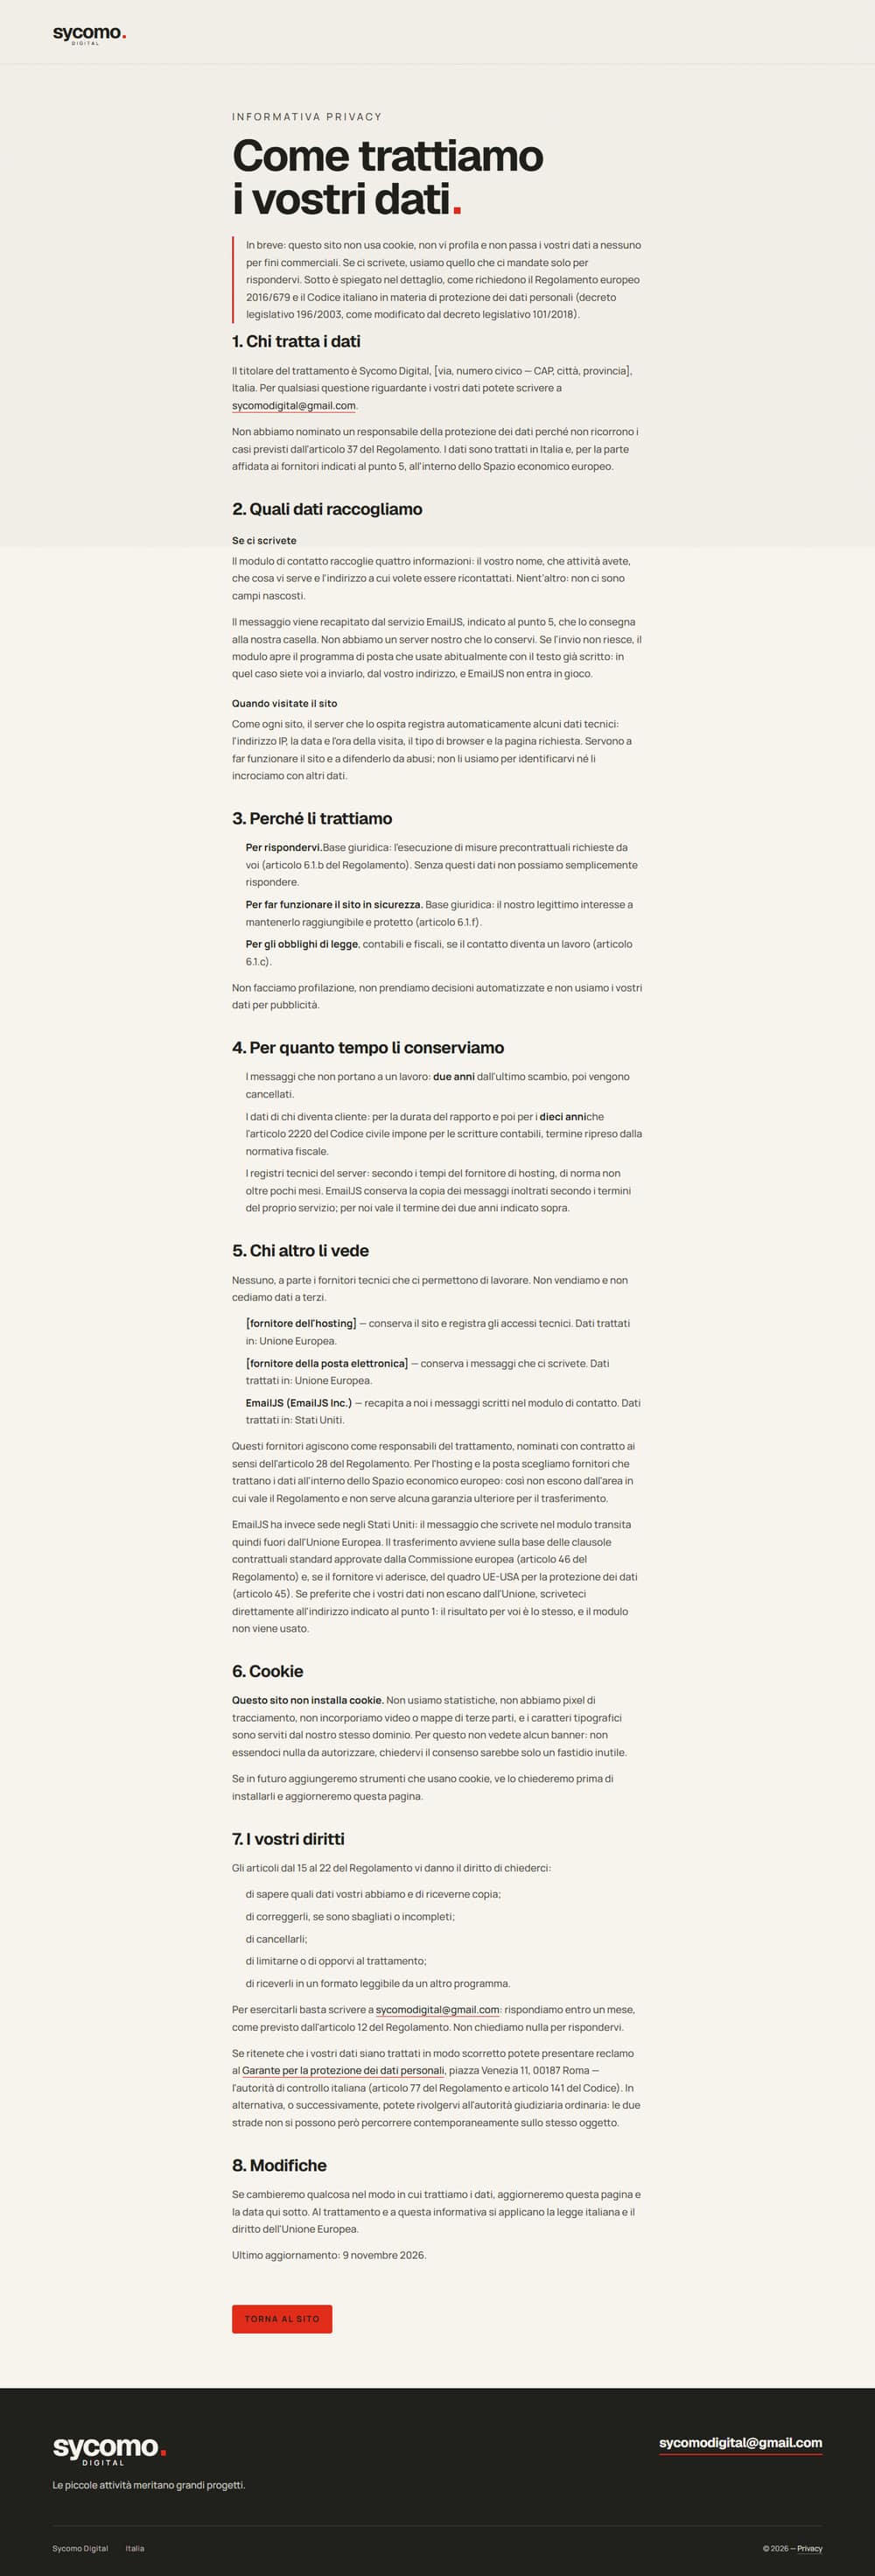 sycomo.
DIGITAL
INFORMATIVA PRIVACY
Come trattiamo
i vostri dati.
In breve: questo sito non usa cookie, non vi profila e non passa i vostri dati a nessuno
per fini commerciali. Se ci scrivete, usiamo quello che ci mandate solo per
rispondervi. Sotto è spiegato nel dettaglio, come richiedono il Regolamento europeo
2016/679 e il Codice italiano in materia di protezione dei dati personali (decreto
legislativo 196/2003, come modificato dal decreto legislativo 101/2018).
1. Chi tratta i dati
Il titolare del trattamento è Sycomo Digital, [via, numero civico — CAP, città, provincia],
Italia. Per qualsiasi questione riguardante i vostri dati potete scrivere a
sycomodigital@gmail.com.
Non abbiamo nominato un responsabile della protezione dei dati perché non ricorrono i
casi previsti dall'articolo 37 del Regolamento. I dati sono trattati in Italia e, per la parte
affidata ai fornitori indicati al punto 5, all'interno dello Spazio economico europeo.
2. Quali dati raccogliamo
Se ci scrivete
Il modulo di contatto raccoglie quattro informazioni: il vostro nome, che attività avete,
che cosa vi serve e l'indirizzo a cui volete essere ricontattati. Nient'altro: non ci sono
campi nascosti.
Il messaggio viene recapitato dal servizio EmailJS, indicato al punto 5, che lo consegna
alla nostra casella. Non abbiamo un server nostro che lo conservi. Se l'invio non riesce, il
modulo apre il programma di posta che usate abitualmente con il testo già scritto: in
quel caso siete voi a inviarlo, dal vostro indirizzo, e EmailJS non entra in gioco.
Quando visitate il sito
Come ogni sito, il server che lo ospita registra automaticamente alcuni dati tecnici:
l'indirizzo IP, la data e l'ora della visita, il tipo di browser e la pagina richiesta. Servono a
far funzionare il sito e a difenderlo da abusi; non li usiamo per identificarvi né li
incrociamo con altri dati.
3. Perché li trattiamo
Per rispondervi.Base giuridica: l'esecuzione di misure precontrattuali richieste da
voi (articolo 6.1.b del Regolamento). Senza questi dati non possiamo semplicemente
rispondere.
Per far funzionare il sito in sicurezza. Base giuridica: il nostro legittimo interesse a
mantenerlo raggiungibile e protetto (articolo 6.1.f).
Per gli obblighi di legge, contabili e fiscali, se il contatto diventa un lavoro (articolo
6.1.c).
Non facciamo profilazione, non prendiamo decisioni automatizzate e non usiamo i vostri
dati per pubblicità.
4. Per quanto tempo li conserviamo
I messaggi che non portano a un lavoro: due anni dall'ultimo scambio, poi vengono
cancellati.
I dati di chi diventa cliente: per la durata del rapporto e poi per i dieci anniche
l'articolo 2220 del Codice civile impone per le scritture contabili, termine ripreso dalla
normativa fiscale.
I registri tecnici del server: secondo i tempi del fornitore di hosting, di norma non
oltre pochi mesi. EmailJS conserva la copia dei messaggi inoltrati secondo i termini
del proprio servizio; per noi vale il termine dei due anni indicato sopra.
5. Chi altro li vede
Nessuno, a parte i fornitori tecnici che ci permettono di lavorare. Non vendiamo e non
cediamo dati a terzi.
[fornitore dell'hosting] — conserva il sito e registra gli accessi tecnici. Dati trattati
in: Unione Europea.
[fornitore della posta elettronica] — conserva i messaggi che ci scrivete. Dati
trattati in: Unione Europea.
EmailJS (EmailJS Inc.) — recapita a noi i messaggi scritti nel modulo di contatto. Dati
trattati in: Stati Uniti.
Questi fornitori agiscono come responsabili del trattamento, nominati con contratto ai
sensi dell'articolo 28 del Regolamento. Per l'hosting e la posta scegliamo fornitori che
trattano i dati all'interno dello Spazio economico europeo: così non escono dall'area in
cui vale il Regolamento e non serve alcuna garanzia ulteriore per il trasferimento.
EmailJS ha invece sede negli Stati Uniti: il messaggio che scrivete nel modulo transita
quindi fuori dall'Unione Europea. Il trasferimento avviene sulla base delle clausole
contrattuali standard approvate dalla Commissione europea (articolo 46 del
Regolamento) e, se il fornitore vi aderisce, del quadro UE-USA per la protezione dei dati
(articolo 45). Se preferite che i vostri dati non escano dall'Unione, scriveteci
direttamente all'indirizzo indicato al punto 1: il risultato per voi è lo stesso, e il modulo
non viene usato.
6. Cookie
Questo sito non installa cookie. Non usiamo statistiche, non abbiamo pixel di
tracciamento, non incorporiamo video o mappe di terze parti, e i caratteri tipografici
sono serviti dal nostro stesso dominio. Per questo non vedete alcun banner: non
essendoci nulla da autorizzare, chiedervi il consenso sarebbe solo un fastidio inutile.
Se in futuro aggiungeremo strumenti che usano cookie, ve lo chiederemo prima di
installarli e aggiorneremo questa pagina.
7. I vostri diritti
Gli articoli dal 15 al 22 del Regolamento vi danno il diritto di chiederci:
di sapere quali dati vostri abbiamo e di riceverne copia;
di correggerli, se sono sbagliati o incompleti;
di cancellarli;
di limitarne o di opporvi al trattamento;
di riceverli in un formato leggibile da un altro programma.
Per esercitarli basta scrivere a sycomodigital@gmail.com: rispondiamo entro un mese,
come previsto dall'articolo 12 del Regolamento. Non chiediamo nulla per rispondervi.
Se ritenete che i vostri dati siano trattati in modo scorretto potete presentare reclamo
al Garante per la protezione dei dati personali, piazza Venezia 11, 00187 Roma —
l'autorità di controllo italiana (articolo 77 del Regolamento e articolo 141 del Codice). In
alternativa, o successivamente, potete rivolgervi all'autorità giudiziaria ordinaria: le due
strade non si possono però percorrere contemporaneamente sullo stesso oggetto.
8. Modifiche
Se cambieremo qualcosa nel modo in cui trattiamo i dati, aggiorneremo questa pagina e
la data qui sotto. Al trattamento e a questa informativa si applicano la legge italiana e il
diritto dell'Unione Europea.
Ultimo aggiornamento: 9 novembre 2026.
TORNA AL SITO
sycomo.
DIGITAL
sycomodigital@gmail.com
Le piccole attività meritano grandi progetti.
Sycomo Digital Italia
© 2026 — Privacy